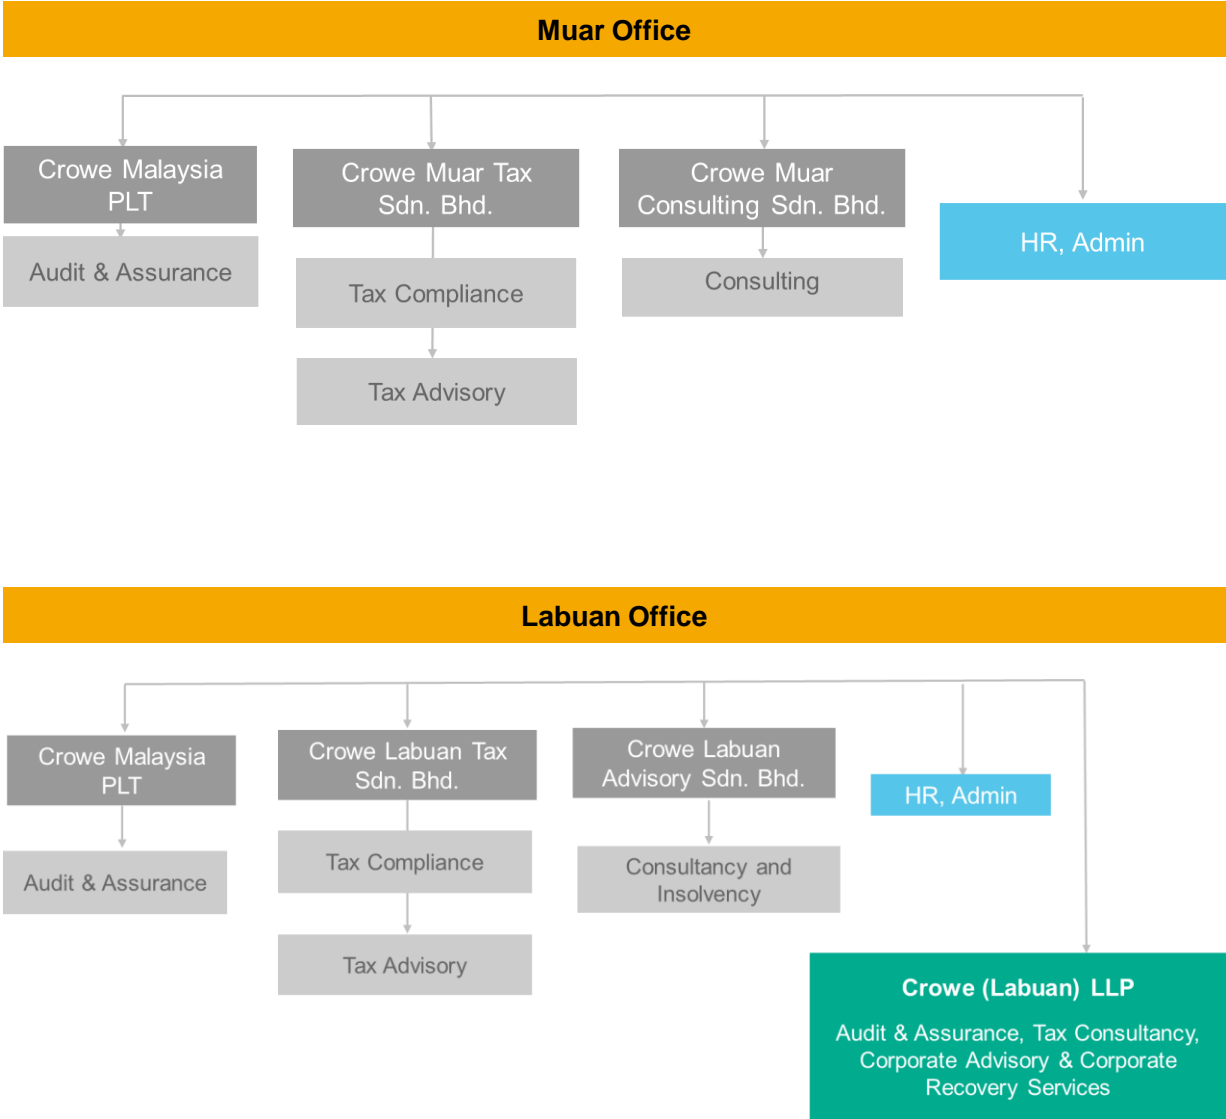 Muar Office
Crowe Malaysia
PLT
Audit & Assurance
Crowe Muar Tax
Sdn. Bhd.
Tax Compliance
Tax Advisory
Crowe Muar
Consulting Sdn. Bhd.
Consulting
HR, Admin
Labuan Office
Crowe Malaysia
PLT
Audit & Assurance
Crowe Labuan Tax
Sdn. Bhd.
Tax Compliance
Tax Advisory
Crowe Labuan
Advisory Sdn. Bhd.
Consultancy and
Insolvency
HR, Admin
Crowe (Labuan) LLP
Audit & Assurance, Tax Consultancy,
Corporate Advisory & Corporate
Recovery Services